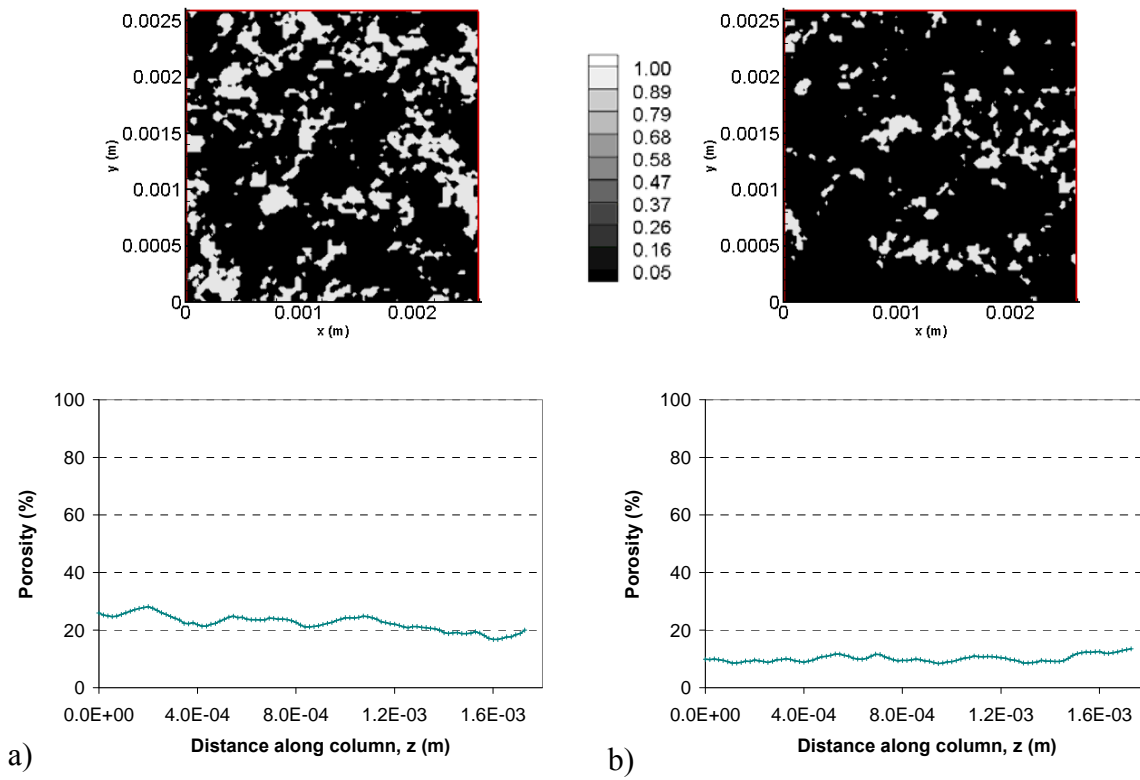 0.0025
0.002
0.0015
0.001
0.0005
0
y (m)
0
0.001
0.002
x (m)
1.00
0.89
0.79
0.68
0.58
0.47
0.37
0.26
0.16
0.05
0.0025
0.002
0.0015
0.001
0.0005
0
y (m)
0
0.001
0.002
x (m)
100
80
60
40
20
0
Porosity (%)
0.0E+00
4.0E-04
8.0E-04
1.2E-03
1.6E-03
Distance along column, z (m)
a)
100
80
60
40
20
0
Porosity (%)
0.0E+00
4.0E-04
8.0E-04
1.2E-03
1.6E-03
Distance along column, z (m)
b)